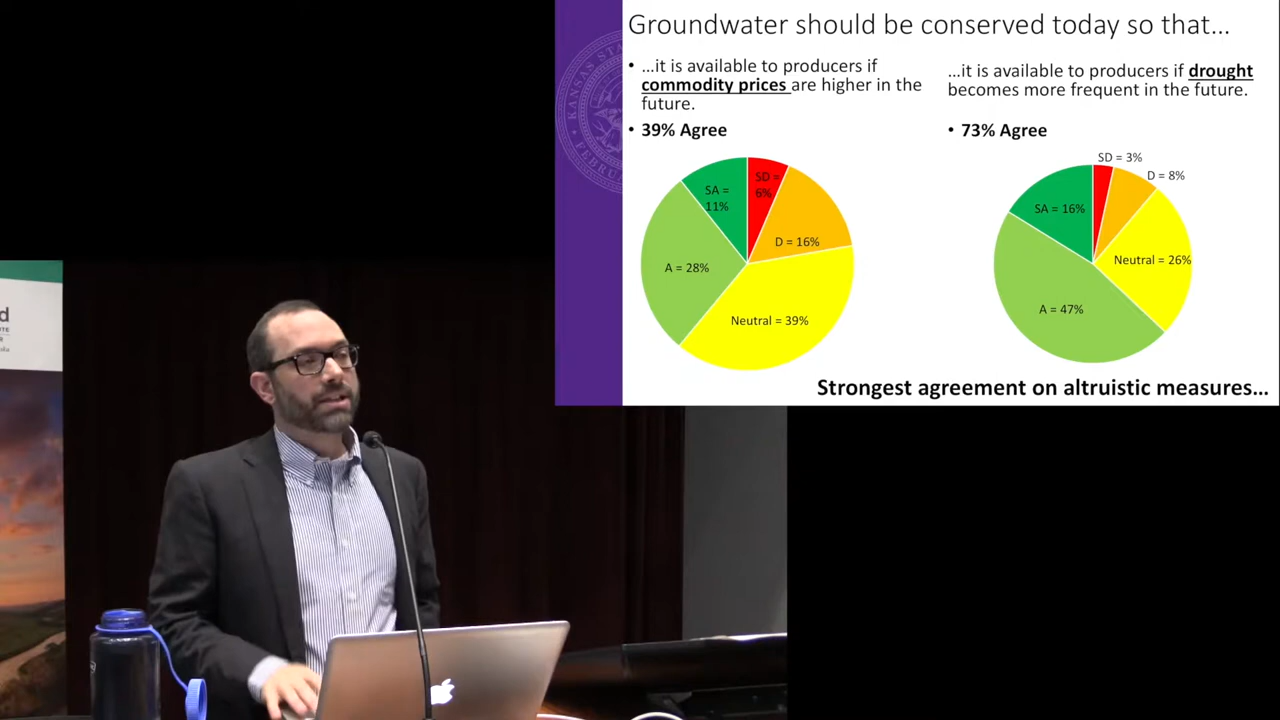 Groundwater should be conserved today so that...
• ...it is available to producers if
commodity prices are higher in the
future.
• 39% Agree
SA =
11%
SD =
6%
D = 16%
A = 28%
Neutral = 39%
...it is available to producers if drought
becomes more frequent in the future.
• 73% Agree
SD = 3%
D = 8%
SA = 16%
Neutral = 26%
A = 47%
Strongest agreement on altruistic measures...
KANSAS STA
FEBRUA
d